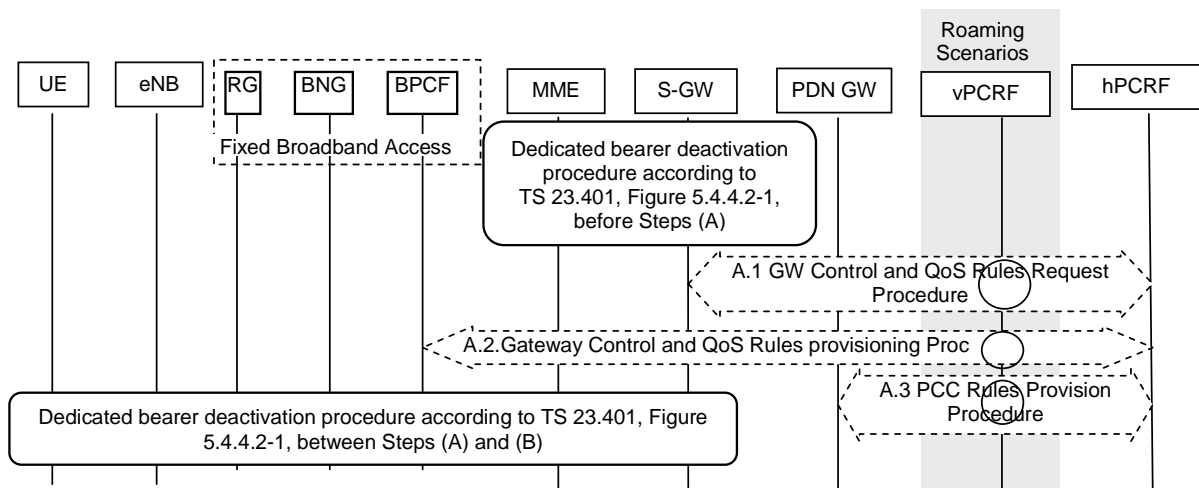 Roaming
Scenarios
UE
eNB
RG
BNG
BPCF
MME
S-GW
PDN GW
vPCRF
hPCRF
Fixed Broadband Access
Dedicated bearer deactivation
procedure according to
TS 23.401, Figure 5.4.4.2-1,
before Steps (A)
A.1 GW Control and QoS Rules Request
Procedure
A.2.Gateway Control and QoS Rules provisioning Proc
A.3 PCC Rules Provision
Procedure
Dedicated bearer deactivation procedure according to TS 23.401, Figure
5.4.4.2-1, between Steps (A) and (B)